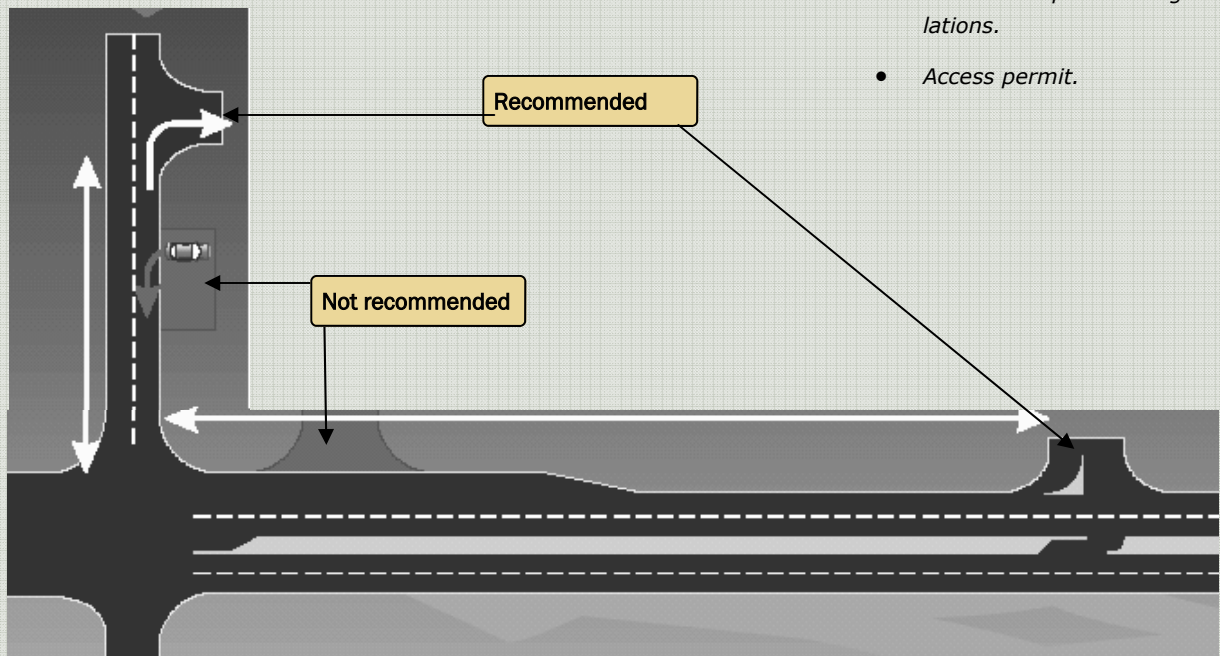 lations.
• Access permit.
Recommended
Not recommended